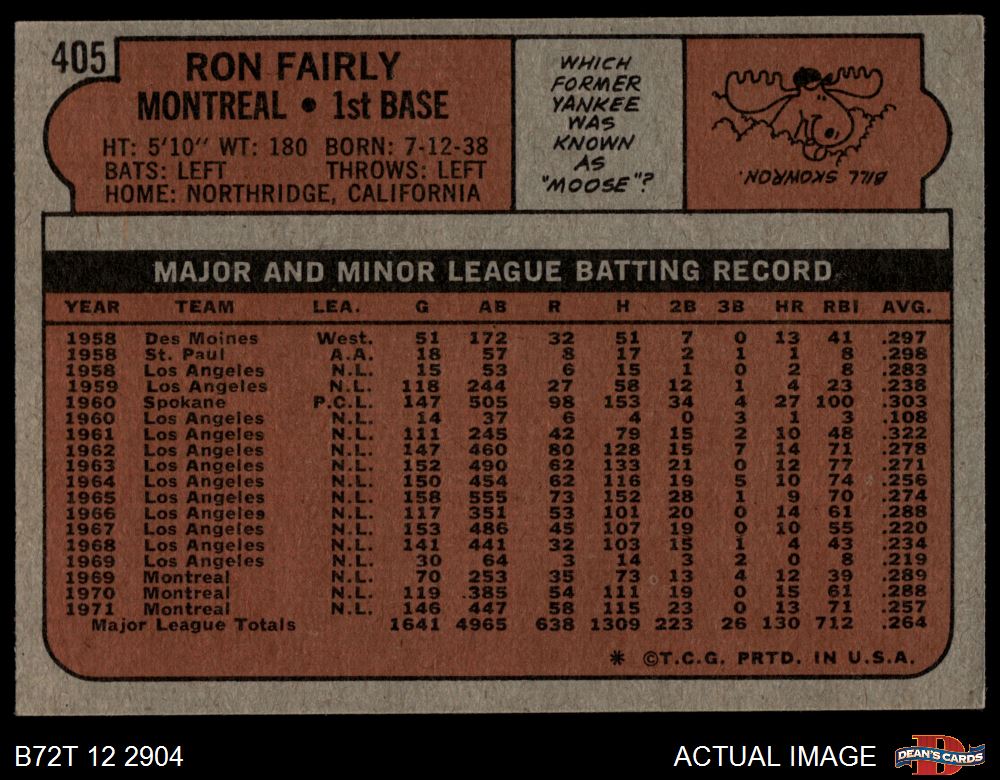 405
RON FAIRLY
MONTREAL • 1st BASE
HT: 5'10" WT: 180 BORN: 7-12-38
BATS: LEFT THROWS: LEFT
HOME: NORTHRIDGE, CALIFORNIA
WHICH
FORMER
YANKEE
WAS
KNOWN
AS
"MOOSE"?
BILL SKOWRON.
MAJOR AND MINOR LEAGUE BATTING RECORD
YEAR TEAM LEA. G AB R H 2B 3B HR RBI AVG.
1958 Des Moines West. 51 172 32 51 7 0 13 41 .297
1958 St. Paul A.A. 18 57 8 17 2 1 1 8 .298
1958 Los Angeles N.L. 15 53 6 15 1 0 2 8 .283
1959 Los Angeles N.L. 118 244 27 58 12 1 4 23 .238
1960 Spokane P.C.L. 147 505 98 153 34 4 27 100 .303
1960 Los Angeles N.L. 14 37 6 4 0 3 1 3 .108
1961 Los Angeles N.L. 111 245 42 79 15 2 10 48 .322
1962 Los Angeles N.L. 147 460 80 128 15 7 14 71 .278
1963 Los Angeles N.L. 152 490 62 133 21 0 12 77 .271
1964 Los Angeles N.L. 150 454 62 116 19 5 10 74 .256
1965 Los Angeles N.L. 158 555 73 152 28 1 9 70 .274
1966 Los Angeles N.L. 117 351 53 101 20 0 14 61 .288
1967 Los Angeles N.L. 153 486 45 107 19 0 10 55 .220
1968 Los Angeles N.L. 141 441 32 103 15 1 4 43 .234
1969 Los Angeles N.L. 30 64 3 14 3 2 0 8 .219
1969 Montreal N.L. 70 253 35 73 13 4 12 39 .289
1970 Montreal N.L. 119 385 54 111 19 0 15 61 .288
1971 Montreal N.L. 146 447 58 115 23 0 13 71 .257
Major League Totals 1641 4965 638 1309 223 26 130 712 .264
* ©T.C.G. PRTD. IN U.S.A.
B72T 12 2904
ACTUAL IMAGE
D
DEAN'S CARDS